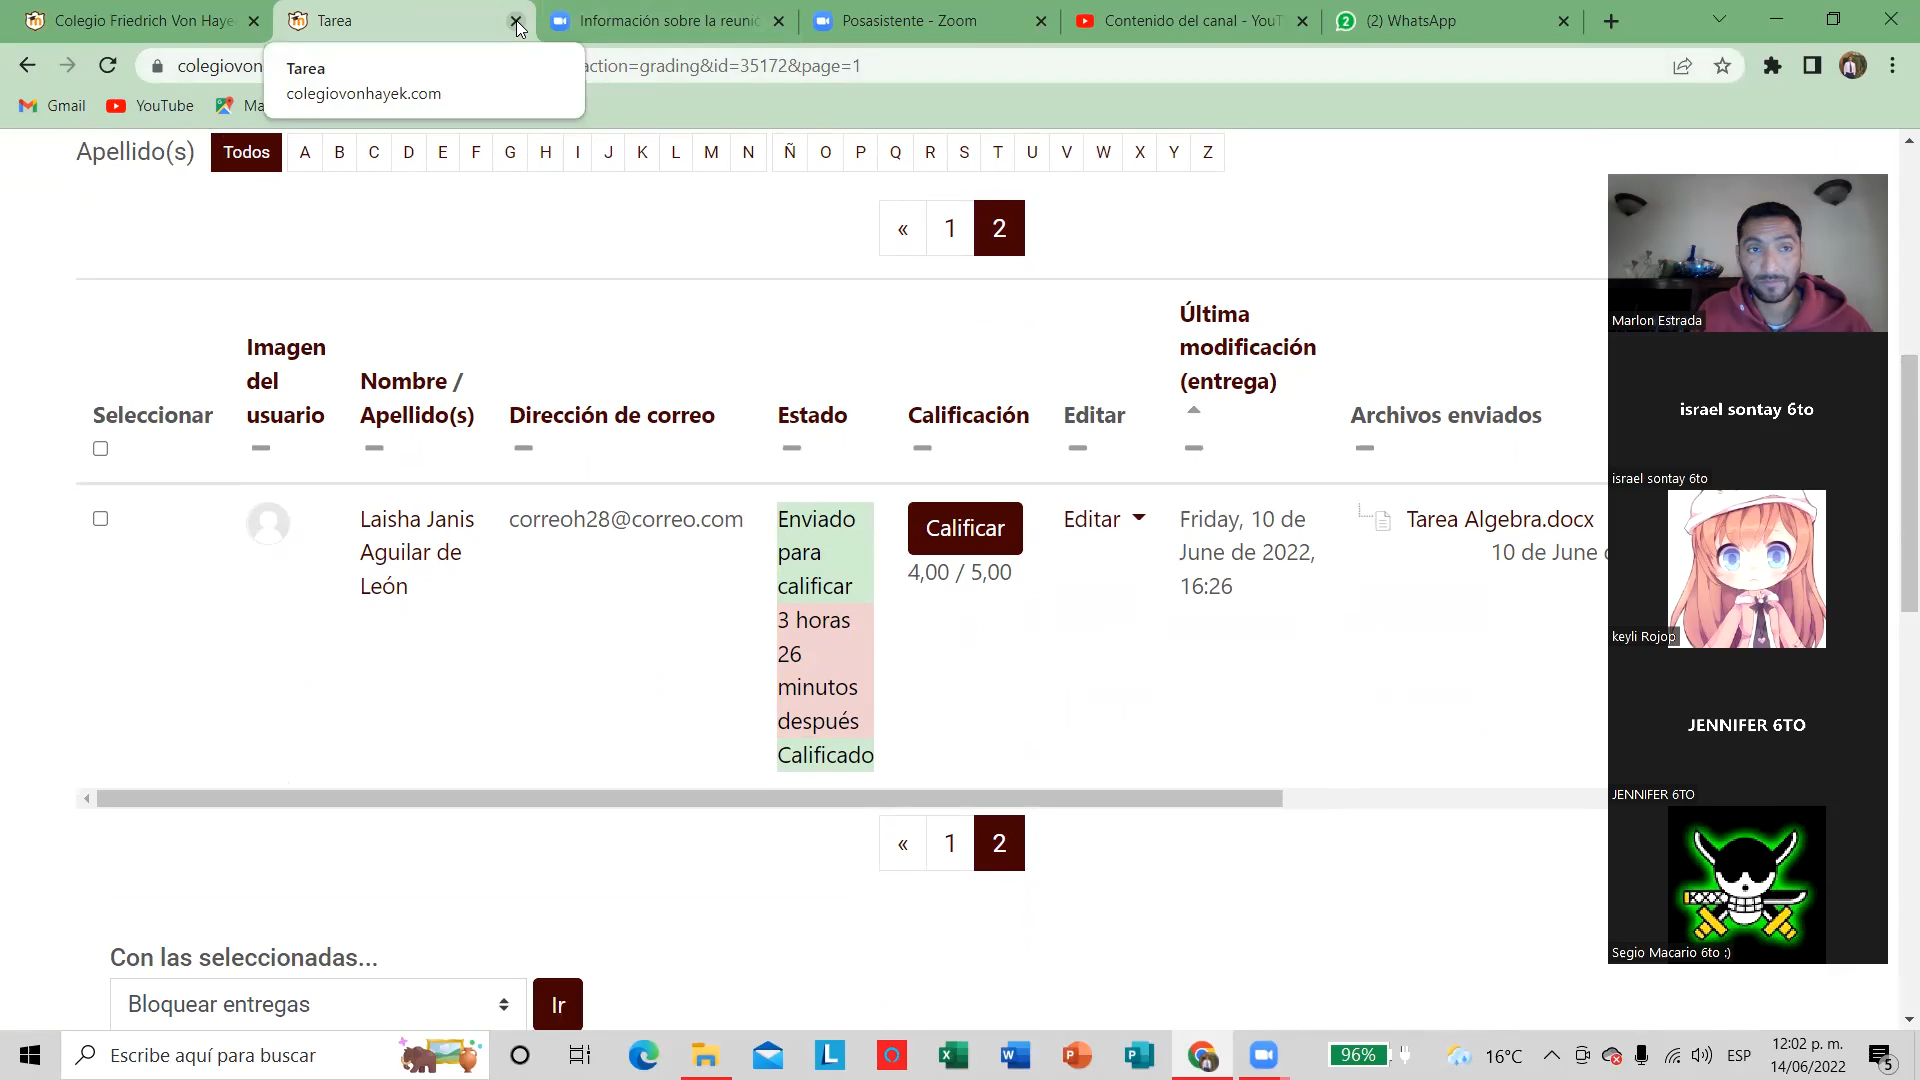 Colegio Friedrich Von Haye
Tarea
Información sobre la reunió
Posasistente - Zoom
Contenido del canal - YouT
(2) WhatsApp
colegiovon
action=grading&id=35172&page=1
Tarea
colegiovonhayek.com
Gmail
YouTube
Ma
Apellido(s)
Todos
A B C D E F G H I J K L M N Ñ O P Q R S T U V W X Y Z
« 1 2
Seleccionar
Imagen
del
usuario
Nombre /
Apellido(s)
Dirección de correo
Estado
Calificación
Editar
Última
modificación
(entrega)
Archivos enviados
Laisha Janis
Aguilar de
León
correoh28@correo.com
Enviado
para
calificar
3 horas
26
minutos
después
Calificado
Calificar
4,00 / 5,00
Editar
Friday, 10 de
June de 2022,
16:26
Tarea Algebra.docx
10 de June
« 1 2
Con las seleccionadas...
Bloquear entregas
Ir
Marlon Estrada
israel sontay 6to
israel sontay 6to
keyli Rojop
JENNIFER 6TO
JENNIFER 6TO
Segio Macario 6to ;)
Escribe aquí para buscar
96%
16°C
ESP
12:02 p. m.
14/06/2022
5